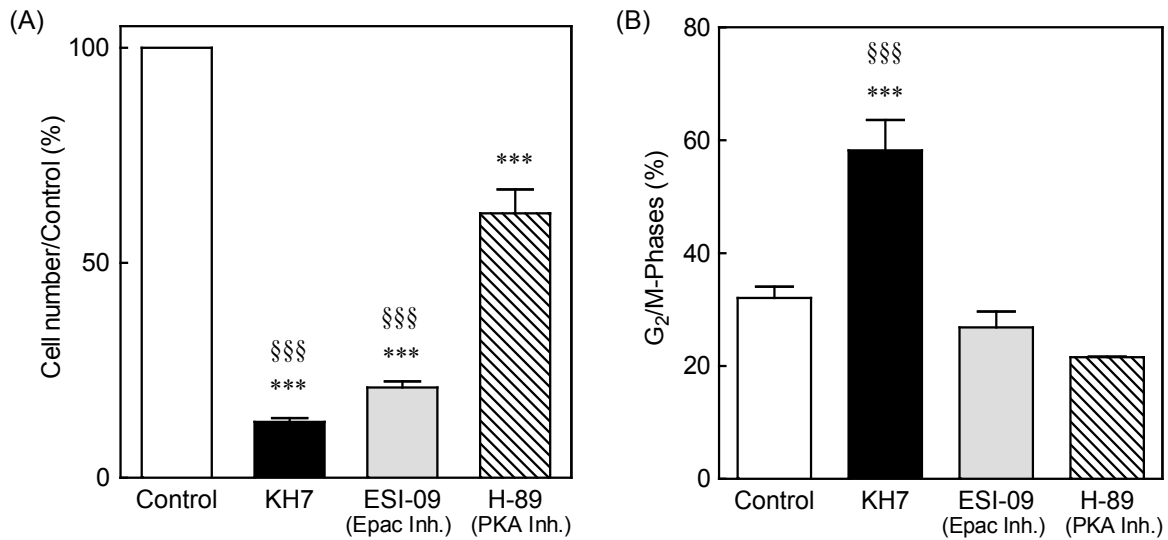 (A)
Cell number/Control (%)
100
50
0
§§§
***
§§§
***
***
Control
KH7
ESI-09
(Epac Inh.)
H-89
(PKA Inh.)
(B)
G₂/M-Phases (%)
80
60
40
20
0
§§§
***
Control
KH7
ESI-09
(Epac Inh.)
H-89
(PKA Inh.)